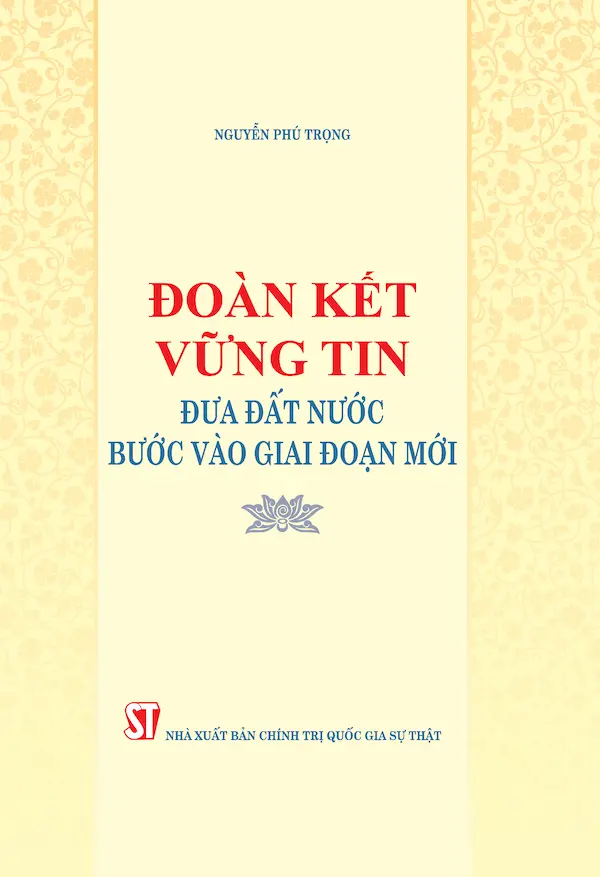 NGUYỄN PHÚ TRỌNG
ĐOÀN KẾT
VỮNG TIN
ĐƯA ĐẤT NƯỚC
BƯỚC VÀO GIAI ĐOẠN MỚI
ST
NHÀ XUẤT BẢN CHÍNH TRỊ QUỐC GIA SỰ THẬT